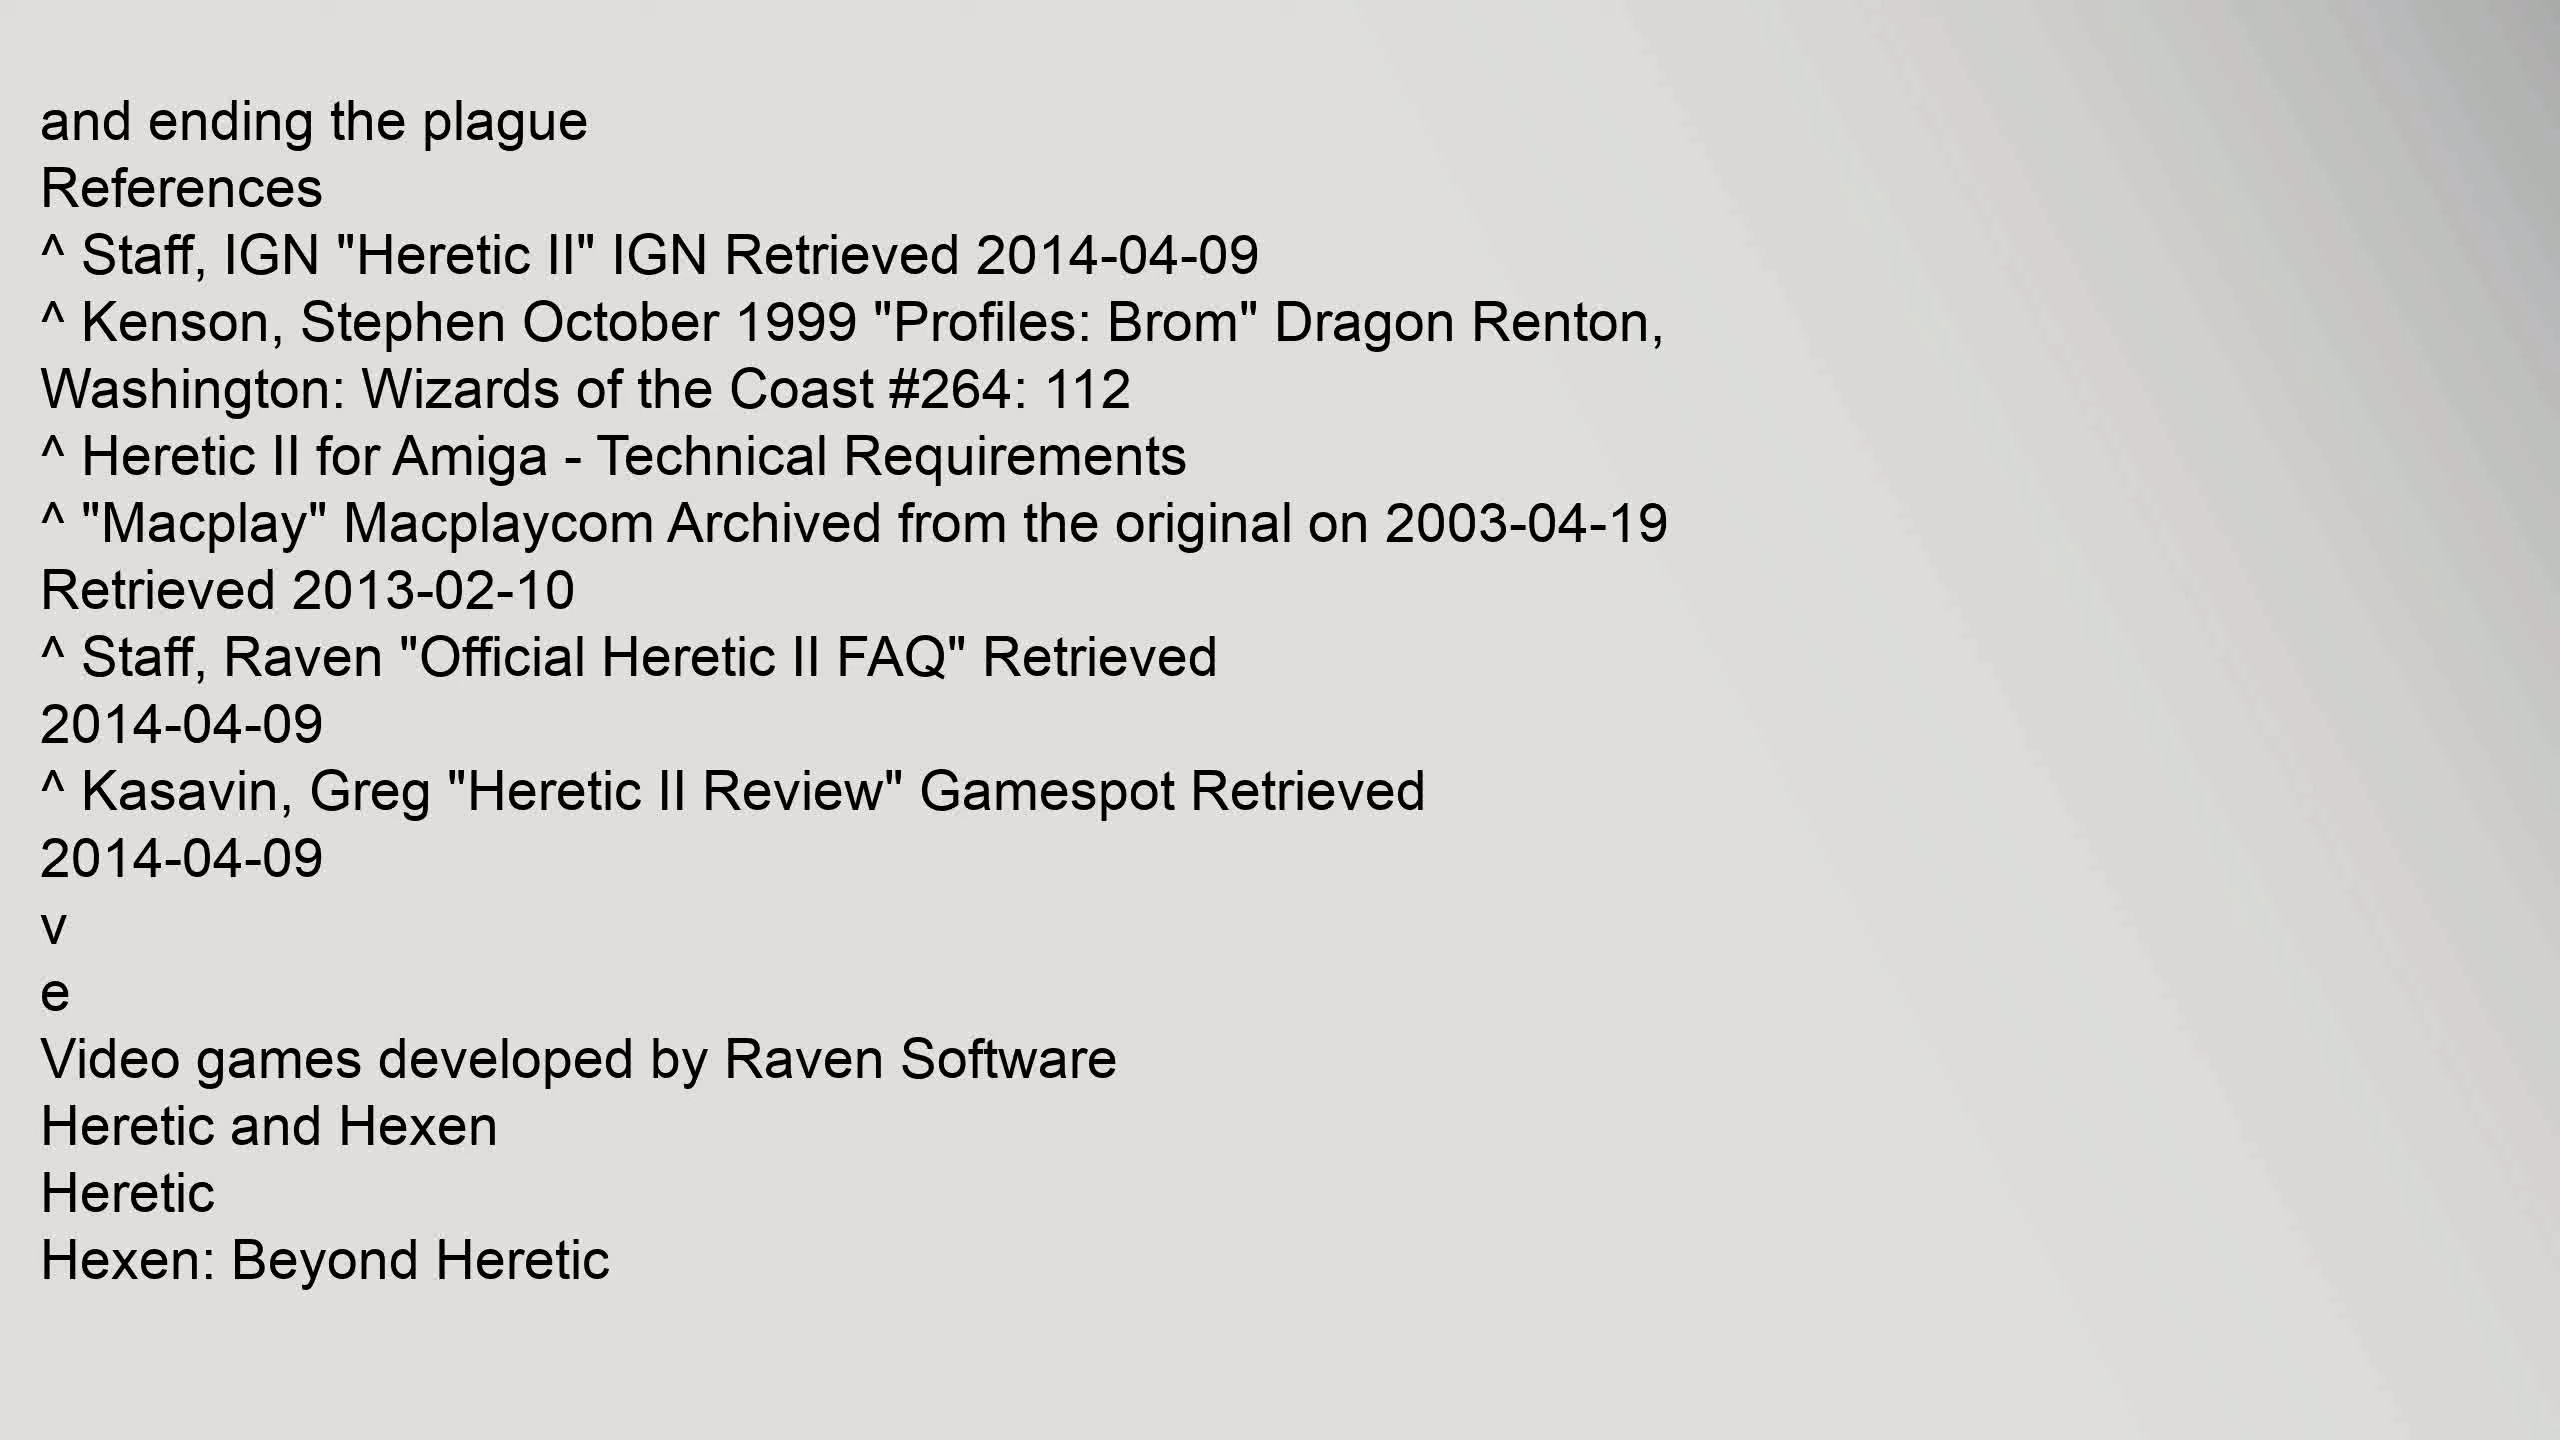 and ending the plague
References
^ Staff, IGN "Heretic II" IGN Retrieved 2014-04-09
^ Kenson, Stephen October 1999 "Profiles: Brom" Dragon Renton,
Washington: Wizards of the Coast #264: 112
^ Heretic II for Amiga - Technical Requirements
^ "Macplay" Macplaycom Archived from the original on 2003-04-19
Retrieved 2013-02-10
^ Staff, Raven "Official Heretic II FAQ" Retrieved
2014-04-09
^ Kasavin, Greg "Heretic II Review" Gamespot Retrieved
2014-04-09
v
e
Video games developed by Raven Software
Heretic and Hexen
Heretic
Hexen: Beyond Heretic